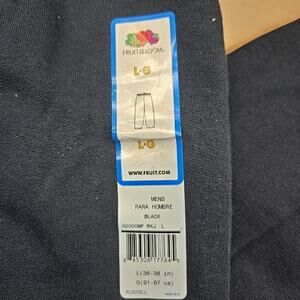 FRUIT OF THE LOOM®
L·G
L·G
WWW.FRUIT.COM
MENS
PARA HOMBRE
BLACK
L
L(36-38 in)
G(91-97 cm)